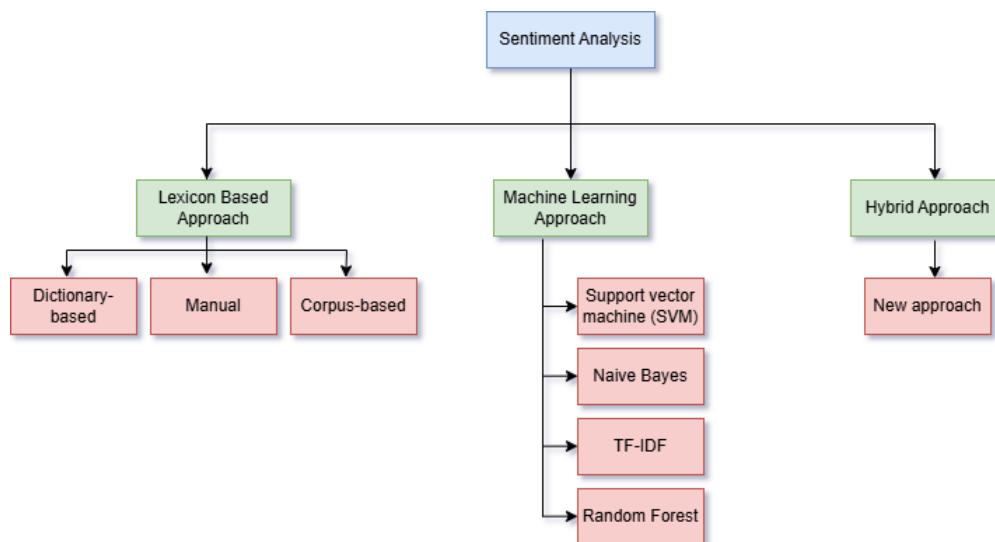 Sentiment Analysis
Lexicon Based
Approach
Machine Learning
Approach
Hybrid Approach
Dictionary-
based
Manual
Corpus-based
Support vector
machine (SVM)
New approach
Naive Bayes
TF-IDF
Random Forest